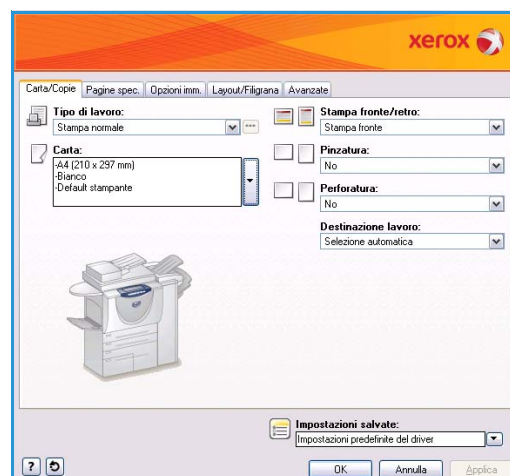 xerox
Carta/Copie Pagine spec. Opzioni imm. Layout/Filigrana Avanzate
Tipo di lavoro:
Stampa normale
Carta:
-A4 (210 x 297 mm)
-Bianco
-Default stampante
Stampa fronte/retro:
Stampa fronte
Pinzatura:
No
Perforatura:
No
Destinazione lavoro:
Selezione automatica
Impostazioni salvate:
Impostazioni predefinite del driver
? OK Annulla Applica